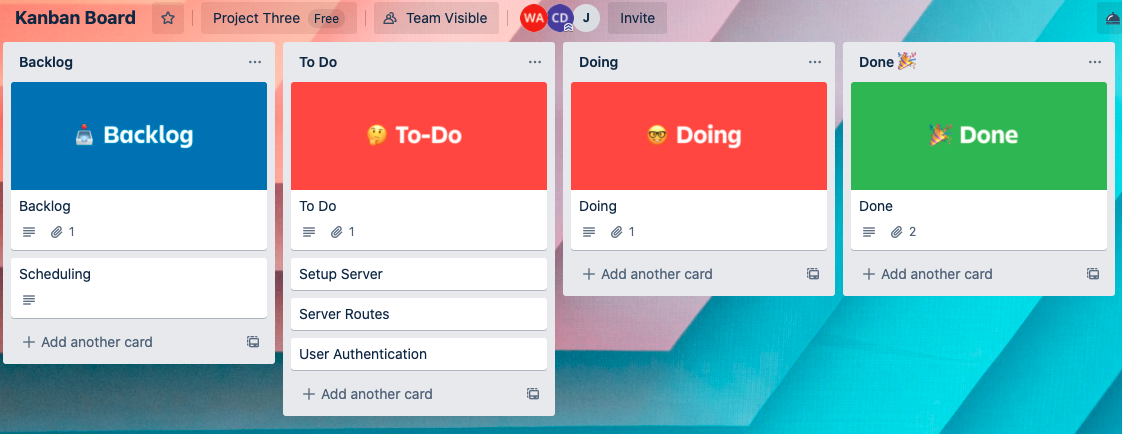 Kanban Board
Project Three Free
Team Visible
WA CD J
Invite
Backlog
Backlog
Backlog
1
Scheduling
Add another card
To Do
To-Do
To Do
1
Setup Server
Server Routes
User Authentication
Add another card
Doing
Doing
Doing
1
Add another card
Done
Done
Done
2
Add another card